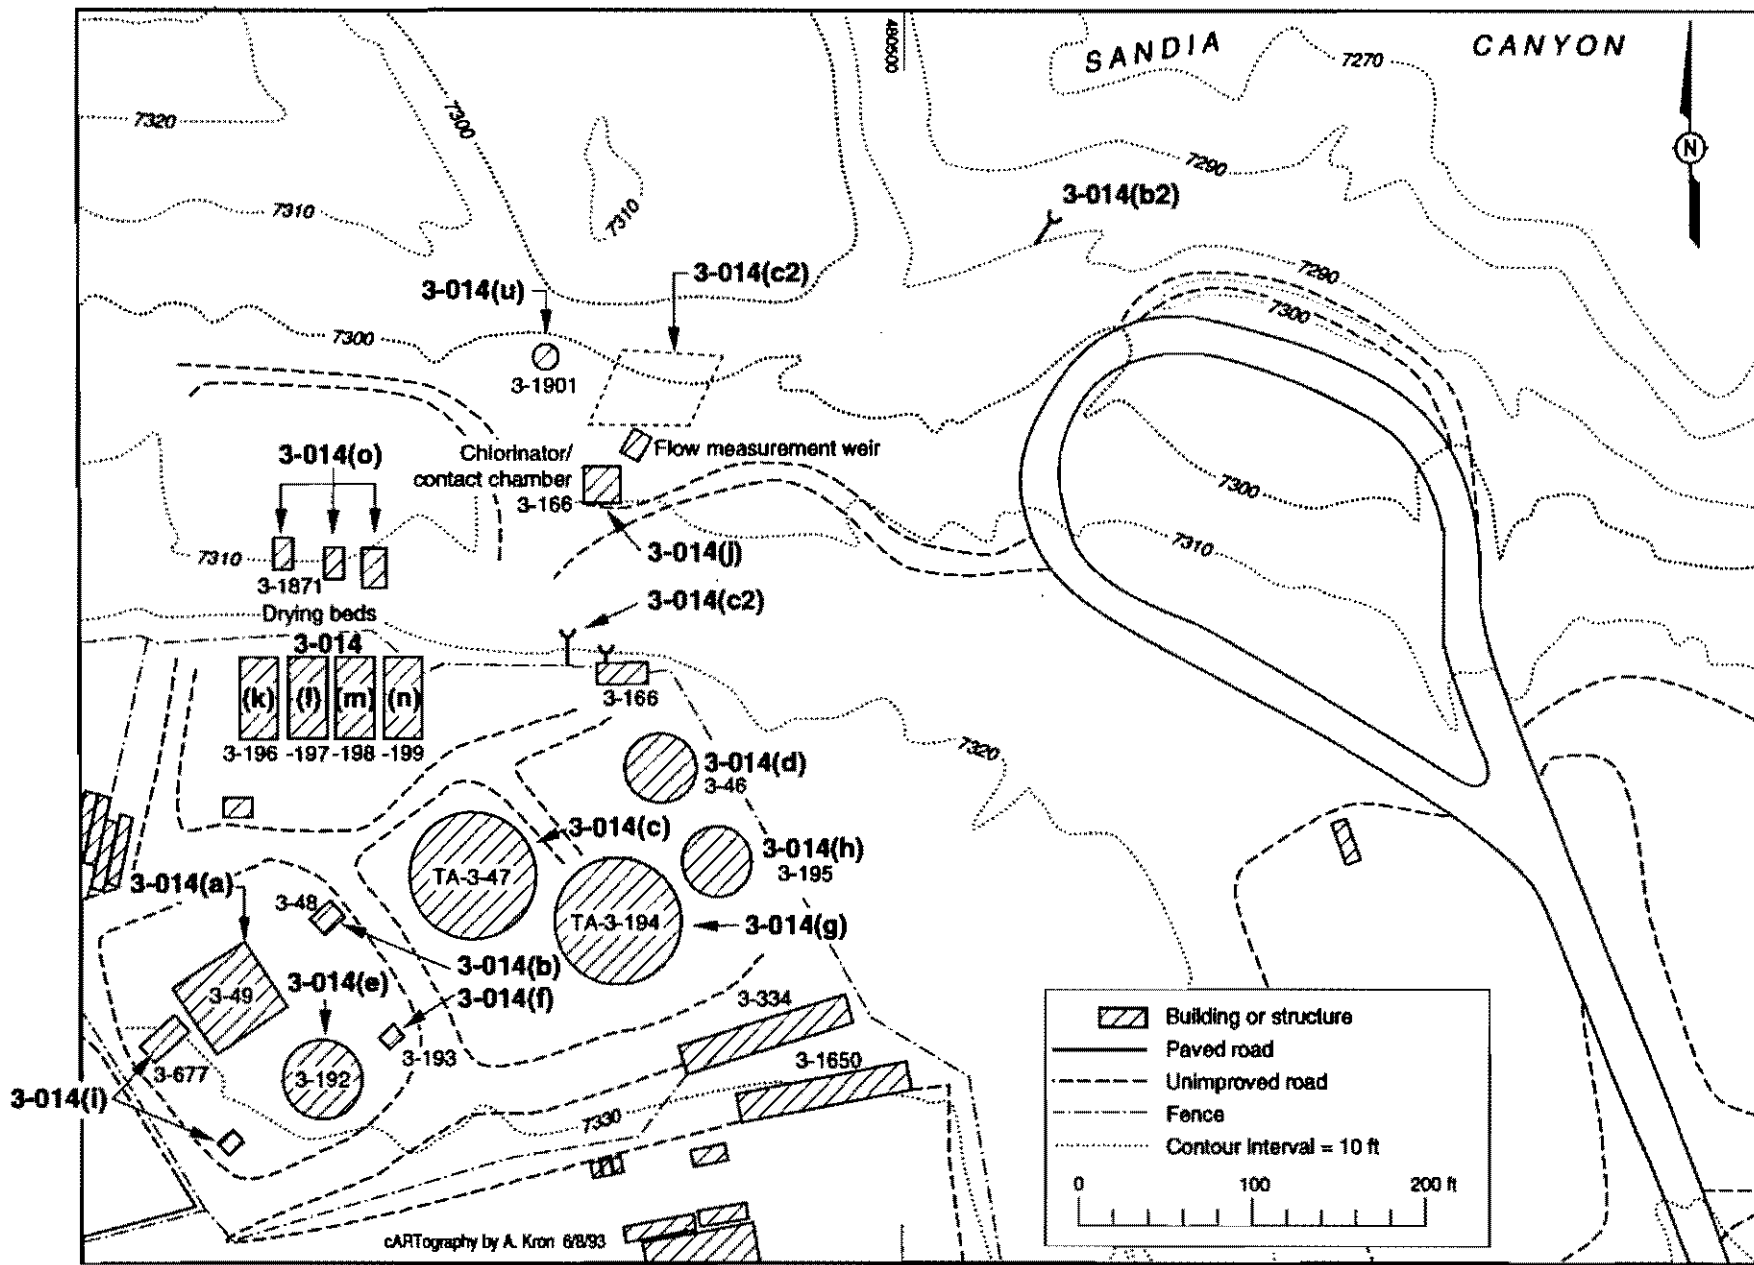 480500
SANDIA CANYON
7320
7300
7270
7290
7310
7310
3-014(b2)
N
3-014(u)
3-014(c2)
7290
7300
7300
3-1901
Chlorinator/
contact chamber
3-166
Flow measurement weir
3-014(o)
7300
7310
7310
3-014(j)
3-1871
Drying beds
3-014(c2)
3-014
(k) (l) (m) (n)
3-196 -197 -198 -199
3-166
7320
3-014(d)
3-46
3-014(c)
3-014(h)
3-195
TA-3-47
3-014(a)
3-48
TA-3-194
3-014(g)
3-014(b)
3-014(e)
3-014(f)
3-49
3-334
3-193
3-677
3-192
3-1650
3-014(i)
7330
Building or structure
Paved road
Unimproved road
Fence
Contour Interval = 10 ft
0 100 200 ft
cARTography by A. Kron 6/8/93